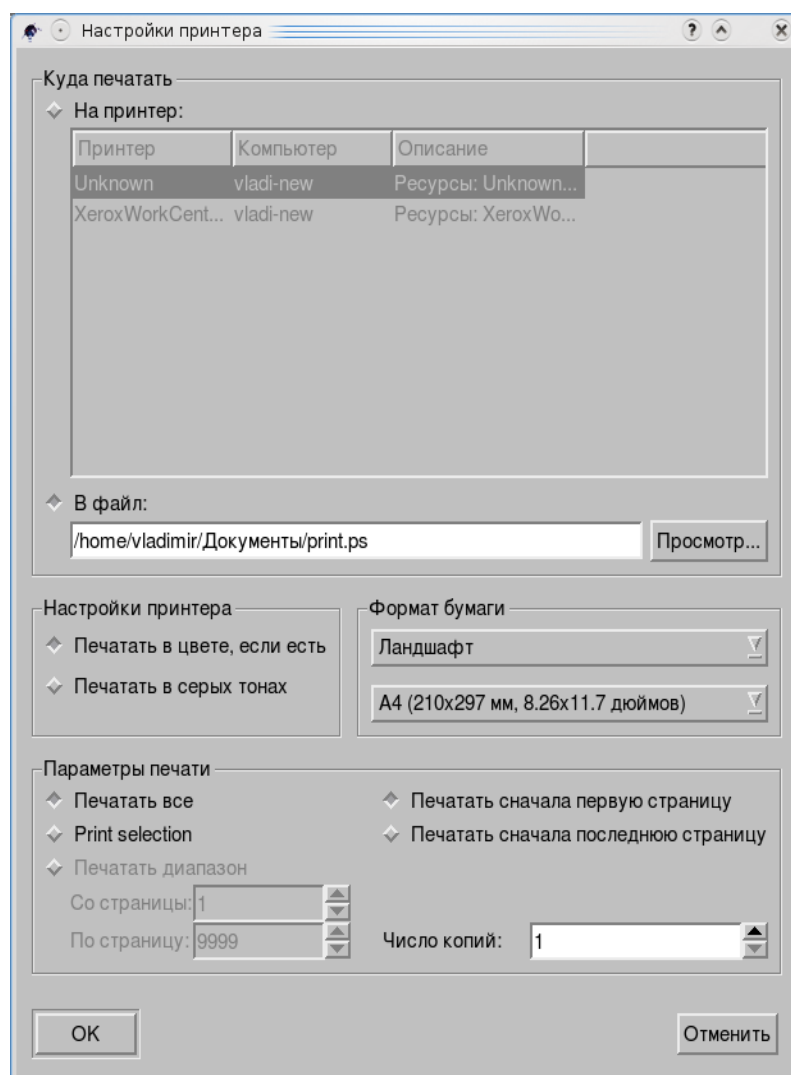 Настройки принтера
Куда печатать
На принтер:
Принтер Компьютер Описание
Unknown vladi-new Ресурсы: Unknown...
XeroxWorkCent... vladi-new Ресурсы: XeroxWo...
В файл:
/home/vladimir/Документы/print.ps Просмотр...
Настройки принтера Формат бумаги
Печатать в цвете, если есть Ландшафт
Печатать в серых тонах A4 (210x297 мм, 8.26x11.7 дюймов)
Параметры печати
Печатать все Печатать сначала первую страницу
Print selection Печатать сначала последнюю страницу
Печатать диапазон
Со страницы: 1
По страницу: 9999 Число копий: 1
OK Отменить